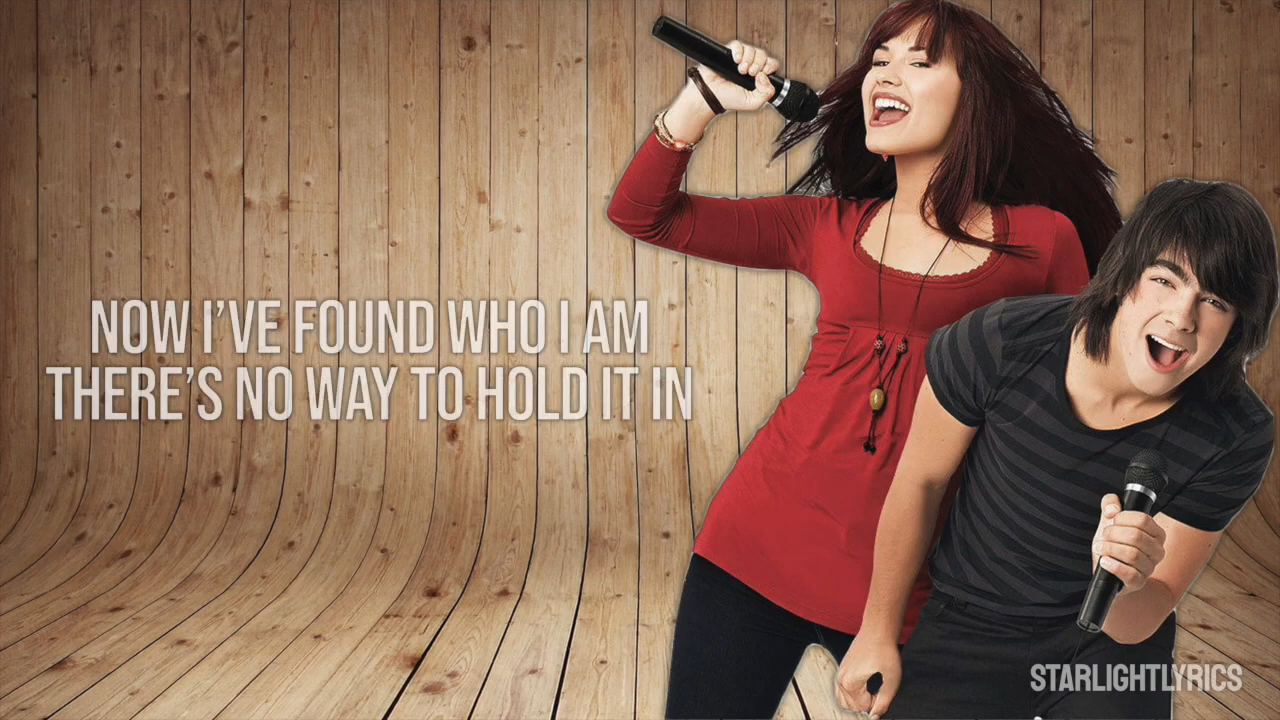 NOW I'VE FOUND WHO I AM
THERE'S NO WAY TO HOLD IT IN
STARLIGHTLYRICS